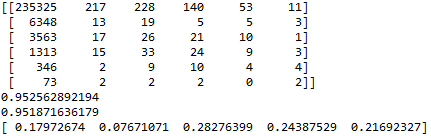 [[235325 217 228 140 53 11]
[ 6348 13 19 5 5 3]
[ 3563 17 26 21 10 1]
[ 1313 15 33 24 9 3]
[ 346 2 9 10 4 4]
[ 73 2 2 2 0 2]]
0.952562892194
0.951871636179
[ 0.17972674 0.07671071 0.28276399 0.24387529 0.21692327]